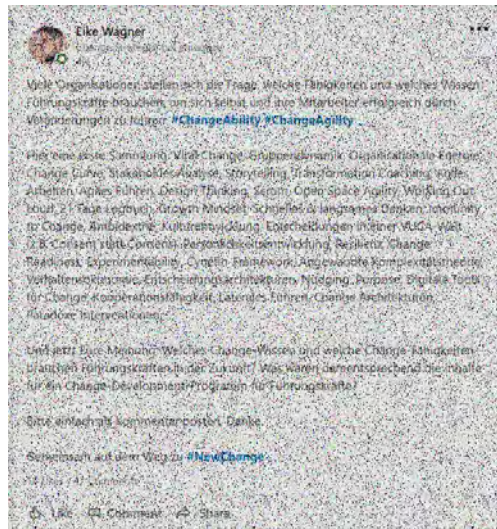 Eike Wagner
Viele Organisationen stellen sich die Frage, welche Fähigkeiten und welches Wissen
Führungskräfte brauchen, um sich selbst und ihre Mitarbeiter erfolgreich durch
Veränderungen zu führen. #ChangeAbility #ChangeAgility
Hier eine erste Sammlung: Viral Change, Gruppendynamik, Organisationale Energie,
Change Curve, Stakeholder-Analyse, Storytelling, Transformation Coaching, Agiles
Arbeiten, Agiles Führen, Design Thinking, Scrum, Open Space Agility, Working Out
Loud, 21 Tage Logbuch, Growth Mindset, Schnelles & langsames Denken, Immunity
to Change, Ambidextrie, Kulturentwicklung, Entscheidungen in einer VUCA-Welt
(z.B. Consent statt Consens), Persönlichkeitsentwicklung, Resilienz, Change
Readiness, Experimentability, Cynefin-Framework, Angewandte Komplexitätstheorie,
Verhaltensökonomie, Entscheidungsarchitekturen, Nudging, Purpose, Digitale Tools
für Change, Kooperationsfähigkeit, Laterales Führen, Change Architekturen,
Paradoxe Interventionen,
Und jetzt Eure Meinung: Welches Change-Wissen und welche Change-Fähigkeiten
brauchen Führungskräften in der Zukunft? Was wären dementsprechend die Inhalte
für ein Change-Development-Programm für Führungskräfte?
Bitte einfach als Kommentar posten. Danke.
Gemeinsam auf dem Weg zu #NewChange
Likes
Like Comment Share